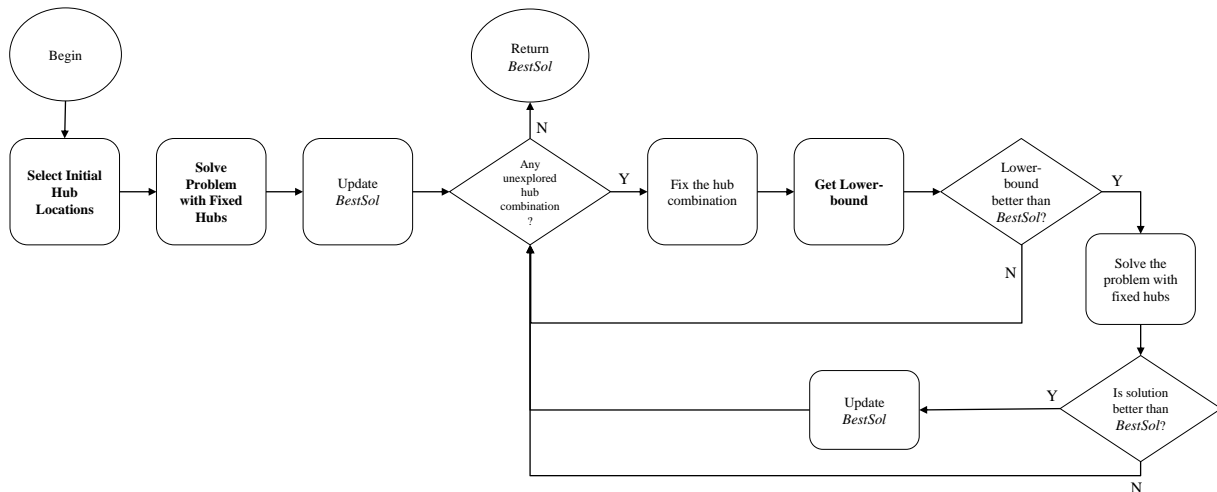 Begin
Return
BestSol
N
Select Initial
Hub
Locations
Solve
Problem
with Fixed
Hubs
Update
BestSol
Any
unexplored
hub
combination
?
Y
Fix the hub
combination
Get Lower-
bound
Lower-
bound
better than
BestSol?
Y
N
Solve the
problem with
fixed hubs
Is solution
better than
BestSol?
Y
Update
BestSol
N